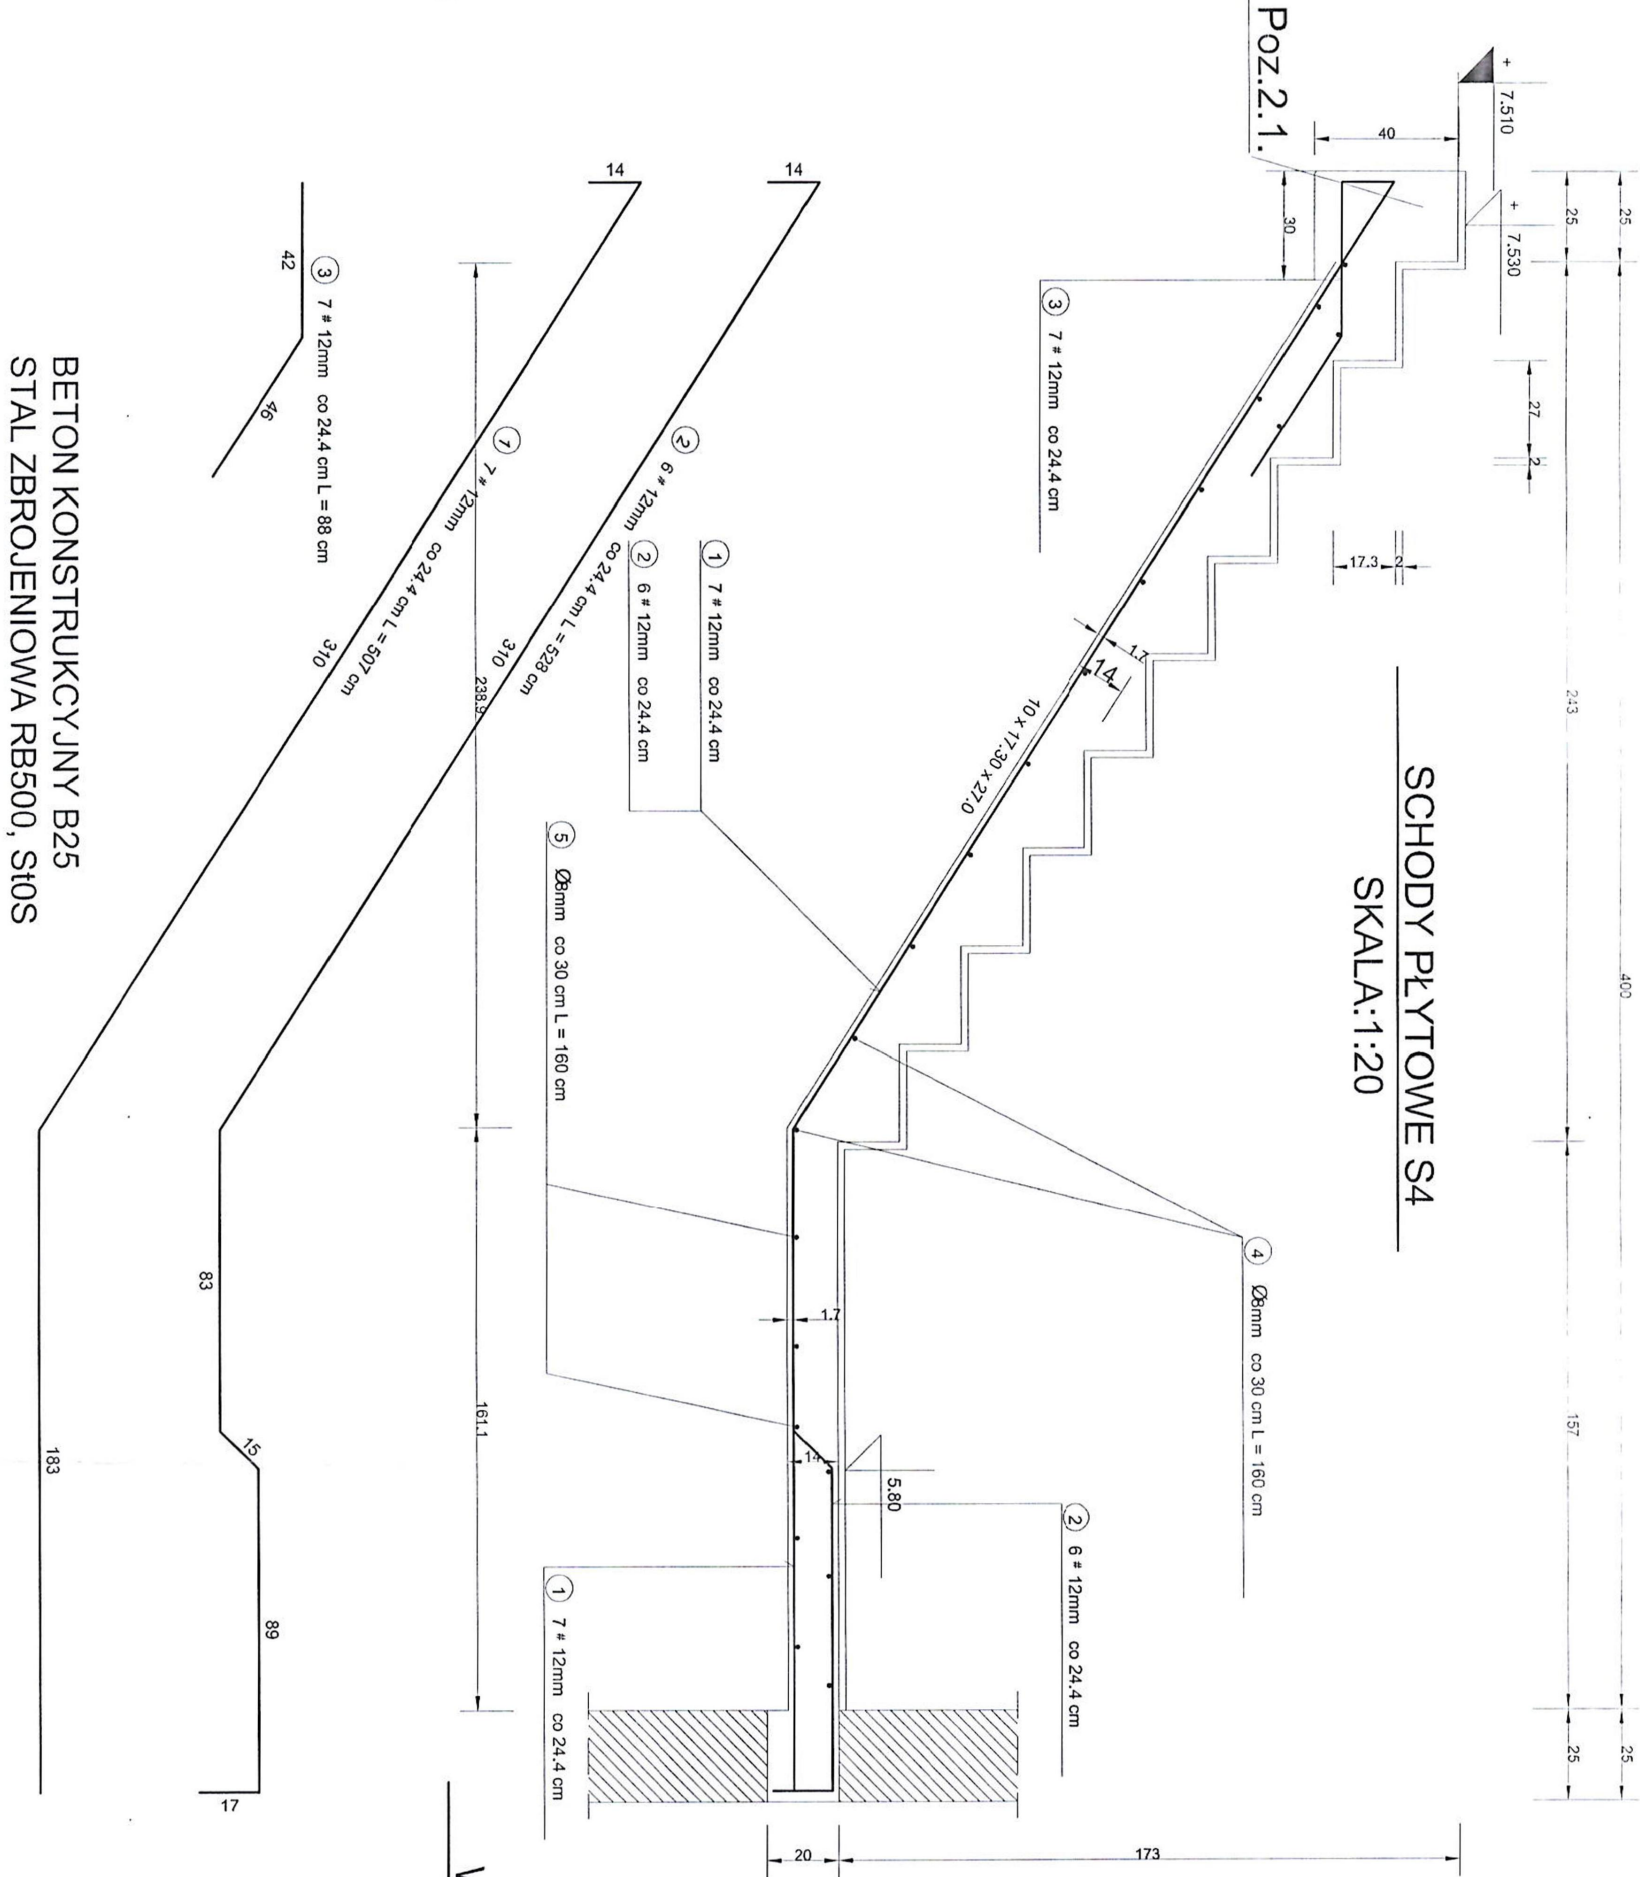 SCHODY PŁYTOWE S4
SKALA:1:20
Poz.2.1.
+
7.510
+
7.530
40
30
25
25
243
400
157
25
25
27
2
17.3
2
1.7
14
10 x 17.30 x 27.0
3 7 # 12mm co 24.4 cm
4 Ø8mm co 30 cm L = 160 cm
5.80
2 6 # 12mm co 24.4 cm
1.7
14
20
173
1 7 # 12mm co 24.4 cm
2 6 # 12mm co 24.4 cm
5 Ø8mm co 30 cm L = 160 cm
1 7 # 12mm co 24.4 cm
238.9
161.1
14
2 6 # 12mm co 24.4 cm L = 528 cm
310
83
15
89
17
14
1 7 # 12mm co 24.4 cm L = 507 cm
310
183
3 7 # 12mm co 24.4 cm L = 88 cm
42
46
BETON KONSTRUKCYJNY B25
STAL ZBROJENIOWA RB500, St0S